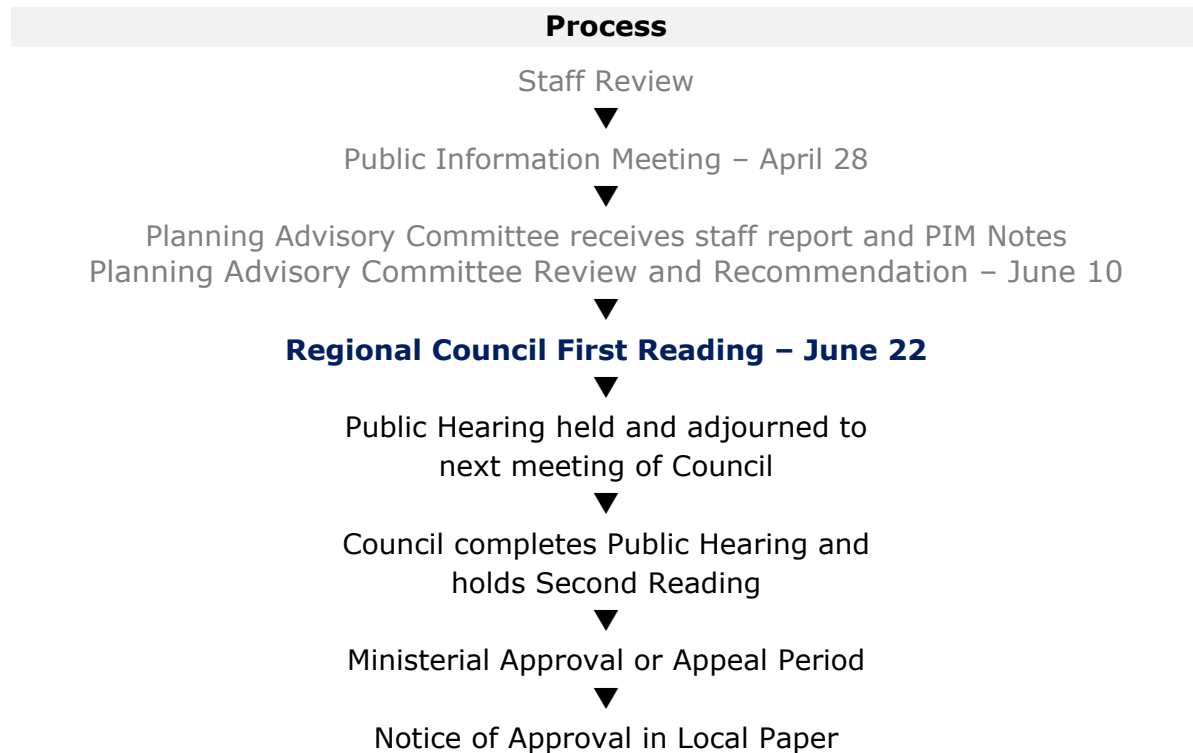 Process
Staff Review
Public Information Meeting – April 28
Planning Advisory Committee receives staff report and PIM Notes
Planning Advisory Committee Review and Recommendation – June 10
Regional Council First Reading – June 22
Public Hearing held and adjourned to
next meeting of Council
Council completes Public Hearing and
holds Second Reading
Ministerial Approval or Appeal Period
Notice of Approval in Local Paper